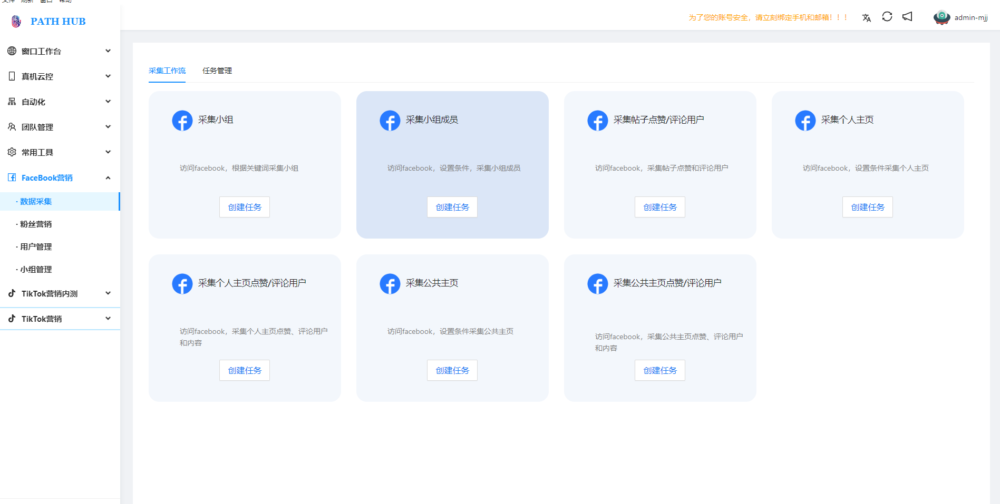 文件 刷新 窗口 帮助
PATH HUB
为了您的账号安全，请立刻绑定手机和邮箱！！！
admin-mjj
窗口工作台
真机云控
自动化
团队管理
常用工具
FaceBook营销
· 数据采集
· 粉丝营销
· 用户管理
· 小组管理
TikTok营销内测
TikTok营销
采集工作流 任务管理
采集小组
访问facebook，根据关键词采集小组
创建任务
采集小组成员
访问facebook，设置条件，采集小组成员
创建任务
采集帖子点赞/评论用户
访问facebook，采集帖子点赞和评论用户
创建任务
采集个人主页
访问facebook，设置条件采集个人主页
创建任务
采集个人主页点赞/评论用户
访问facebook，采集个人主页点赞、评论用户
和内容
创建任务
采集公共主页
访问facebook，设置条件采集公共主页
创建任务
采集公共主页点赞/评论用户
访问facebook，采集公共主页点赞、评论用户
和内容
创建任务